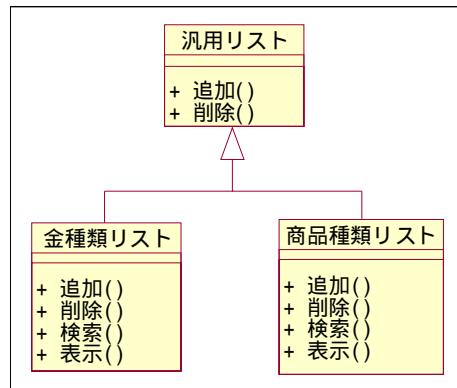 汎用リスト
+ 追加()
+ 削除()
金種類リスト
+ 追加()
+ 削除()
+ 検索()
+ 表示()
商品種類リスト
+ 追加()
+ 削除()
+ 検索()
+ 表示()